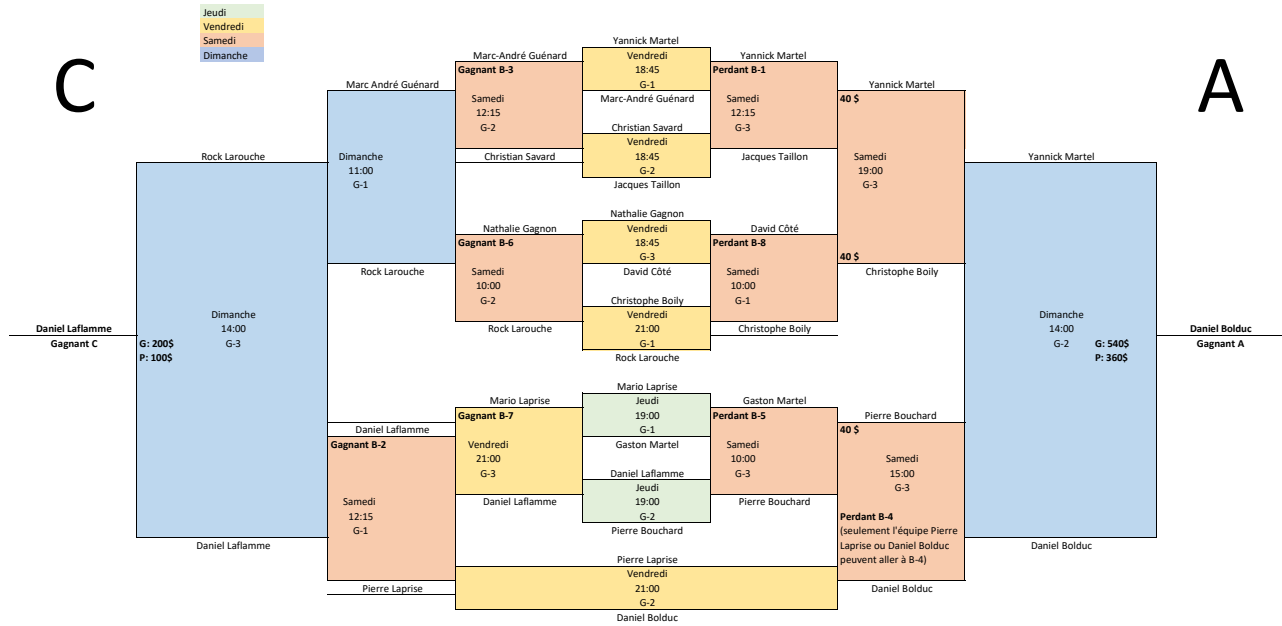 Jeudi
Vendredi
Samedi
Dimanche
C
A
Yannick Martel
Marc-André Guénard
Vendredi
Yannick Martel
Gagnant B-3
18:45
Perdant B-1
Marc André Guénard
G-1
Yannick Martel
Samedi
Marc-André Guénard
Samedi
40 $
12:15
12:15
G-2
Christian Savard
G-3
Vendredi
Rock Larouche
Dimanche
Christian Savard
18:45
Jacques Taillon
Samedi
Yannick Martel
11:00
G-2
19:00
G-1
Jacques Taillon
G-3
Nathalie Gagnon
Nathalie Gagnon
Vendredi
David Côté
Gagnant B-6
18:45
Perdant B-8
G-3
40 $
Rock Larouche
Samedi
David Côté
Samedi
Christophe Boily
10:00
10:00
G-2
Christophe Boily
G-1
Dimanche
Vendredi
Dimanche
Daniel Laflamme
14:00
Rock Larouche
21:00
Christophe Boily
14:00
Daniel Bolduc
Gagnant C
G: 200$
G-3
G-1
G-2
G: 540$
Gagnant A
P: 100$
Rock Larouche
P: 360$
Mario Laprise
Mario Laprise
Jeudi
Gaston Martel
Gagnant B-7
19:00
Perdant B-5
Pierre Bouchard
Daniel Laflamme
G-1
40 $
Gagnant B-2
Vendredi
Gaston Martel
Samedi
21:00
10:00
Samedi
G-3
Daniel Laflamme
G-3
15:00
Jeudi
G-3
Samedi
Daniel Laflamme
19:00
Pierre Bouchard
12:15
G-2
Perdant B-4
G-1
Pierre Bouchard
(seulement l'équipe Pierre
Laprise ou Daniel Bolduc
Daniel Laflamme
Daniel Bolduc
peuvent aller à B-4)
Pierre Laprise
Vendredi
Pierre Laprise
21:00
Daniel Bolduc
G-2
Daniel Bolduc